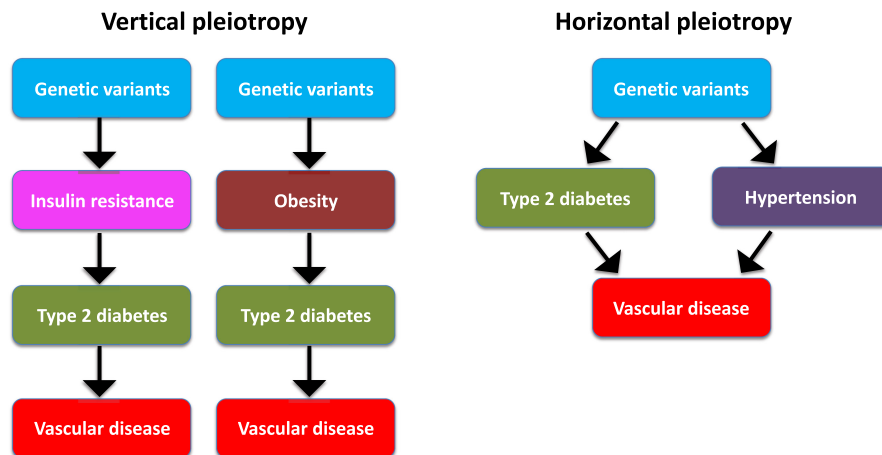 Vertical pleiotropy
Genetic variants
Insulin resistance
Type 2 diabetes
Vascular disease
Genetic variants
Obesity
Type 2 diabetes
Vascular disease
Horizontal pleiotropy
Genetic variants
Type 2 diabetes
Hypertension
Vascular disease